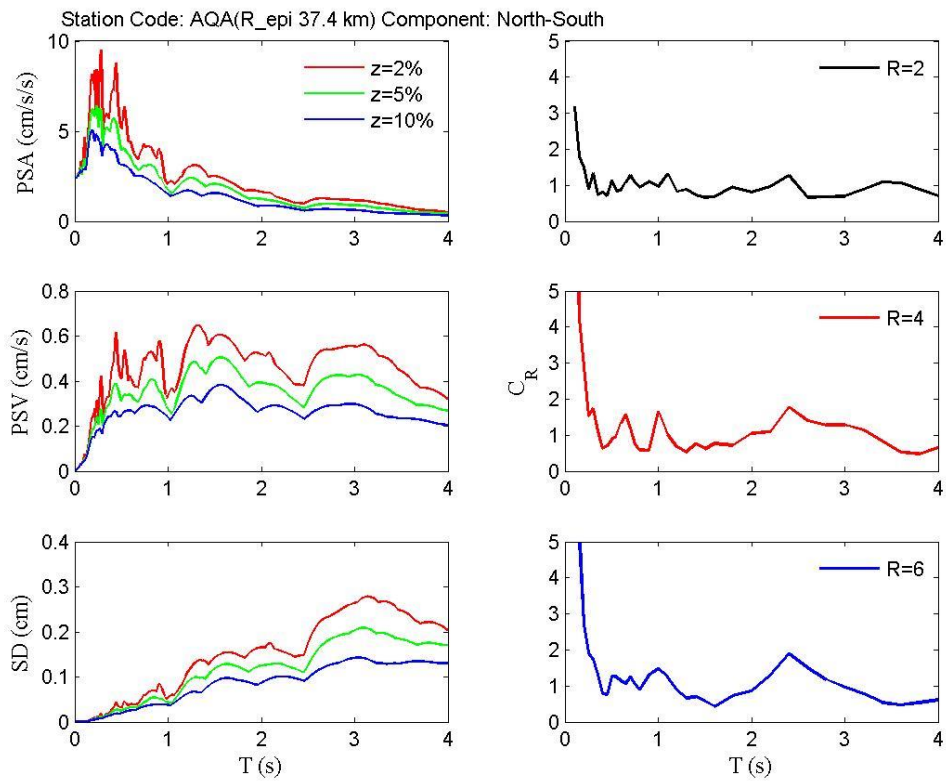 Station Code: AQA(R_epi 37.4 km) Component: North-South
PSA (cm/s/s)
10
5
0
0 1 2 3 4
z=2%
z=5%
z=10%
5
4
3
2
1
0
0 1 2 3 4
R=2
PSV (cm/s)
0.8
0.6
0.4
0.2
0
0 1 2 3 4
C_R
5
4
3
2
1
0
0 1 2 3 4
R=4
SD (cm)
0.4
0.3
0.2
0.1
0
0 1 2 3 4
T (s)
5
4
3
2
1
0
0 1 2 3 4
R=6
T (s)